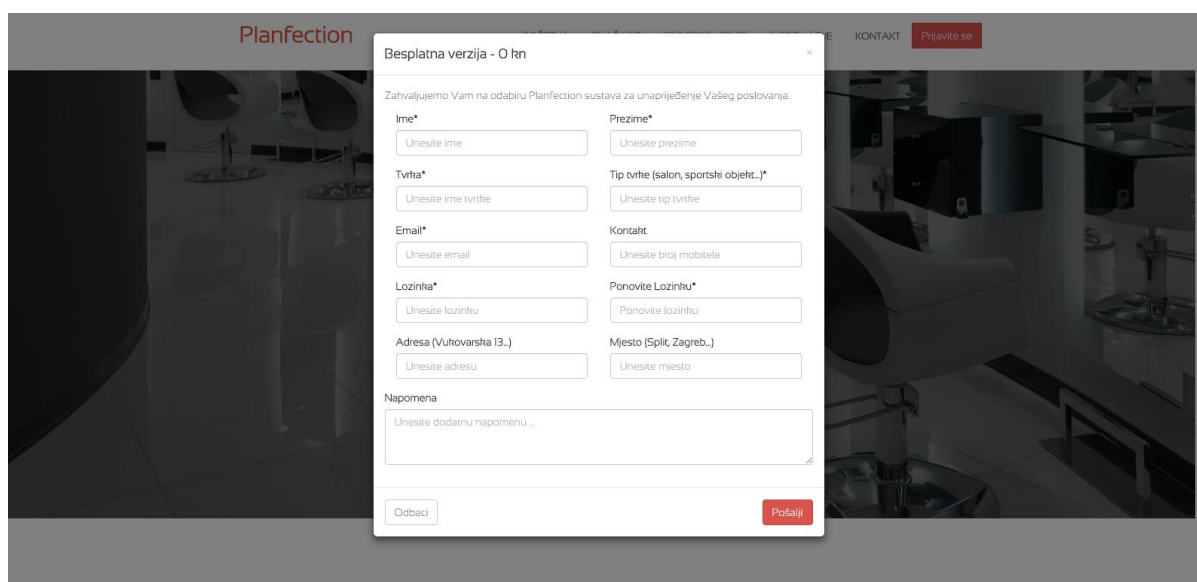 Planfection
KONTAKT
Prijavite se
Besplatna verzija - 0 kn
×
Zahvaljujemo Vam na odabiru Planfection sustava za unaprijeđenje Vašeg poslovanja.
Ime* Prezime*
Unesite ime Unesite prezime
Tvrka* Tip tvrke (salon, sportski objekt...)*
Unesite ime tvrtke Unesite tip tvrtke
Email* Kontakt
Unesite email Unesite broj mobitela
Lozinka* Ponovite Lozinku*
Unesite lozinku Ponovite lozinku
Adresa (Vukovarska 13...) Mjesto (Split, Zagreb...)
Unesite adresu Unesite mjesto
Napomena
Unesite dodatnu napomenu ...
Odbaci Pošalji